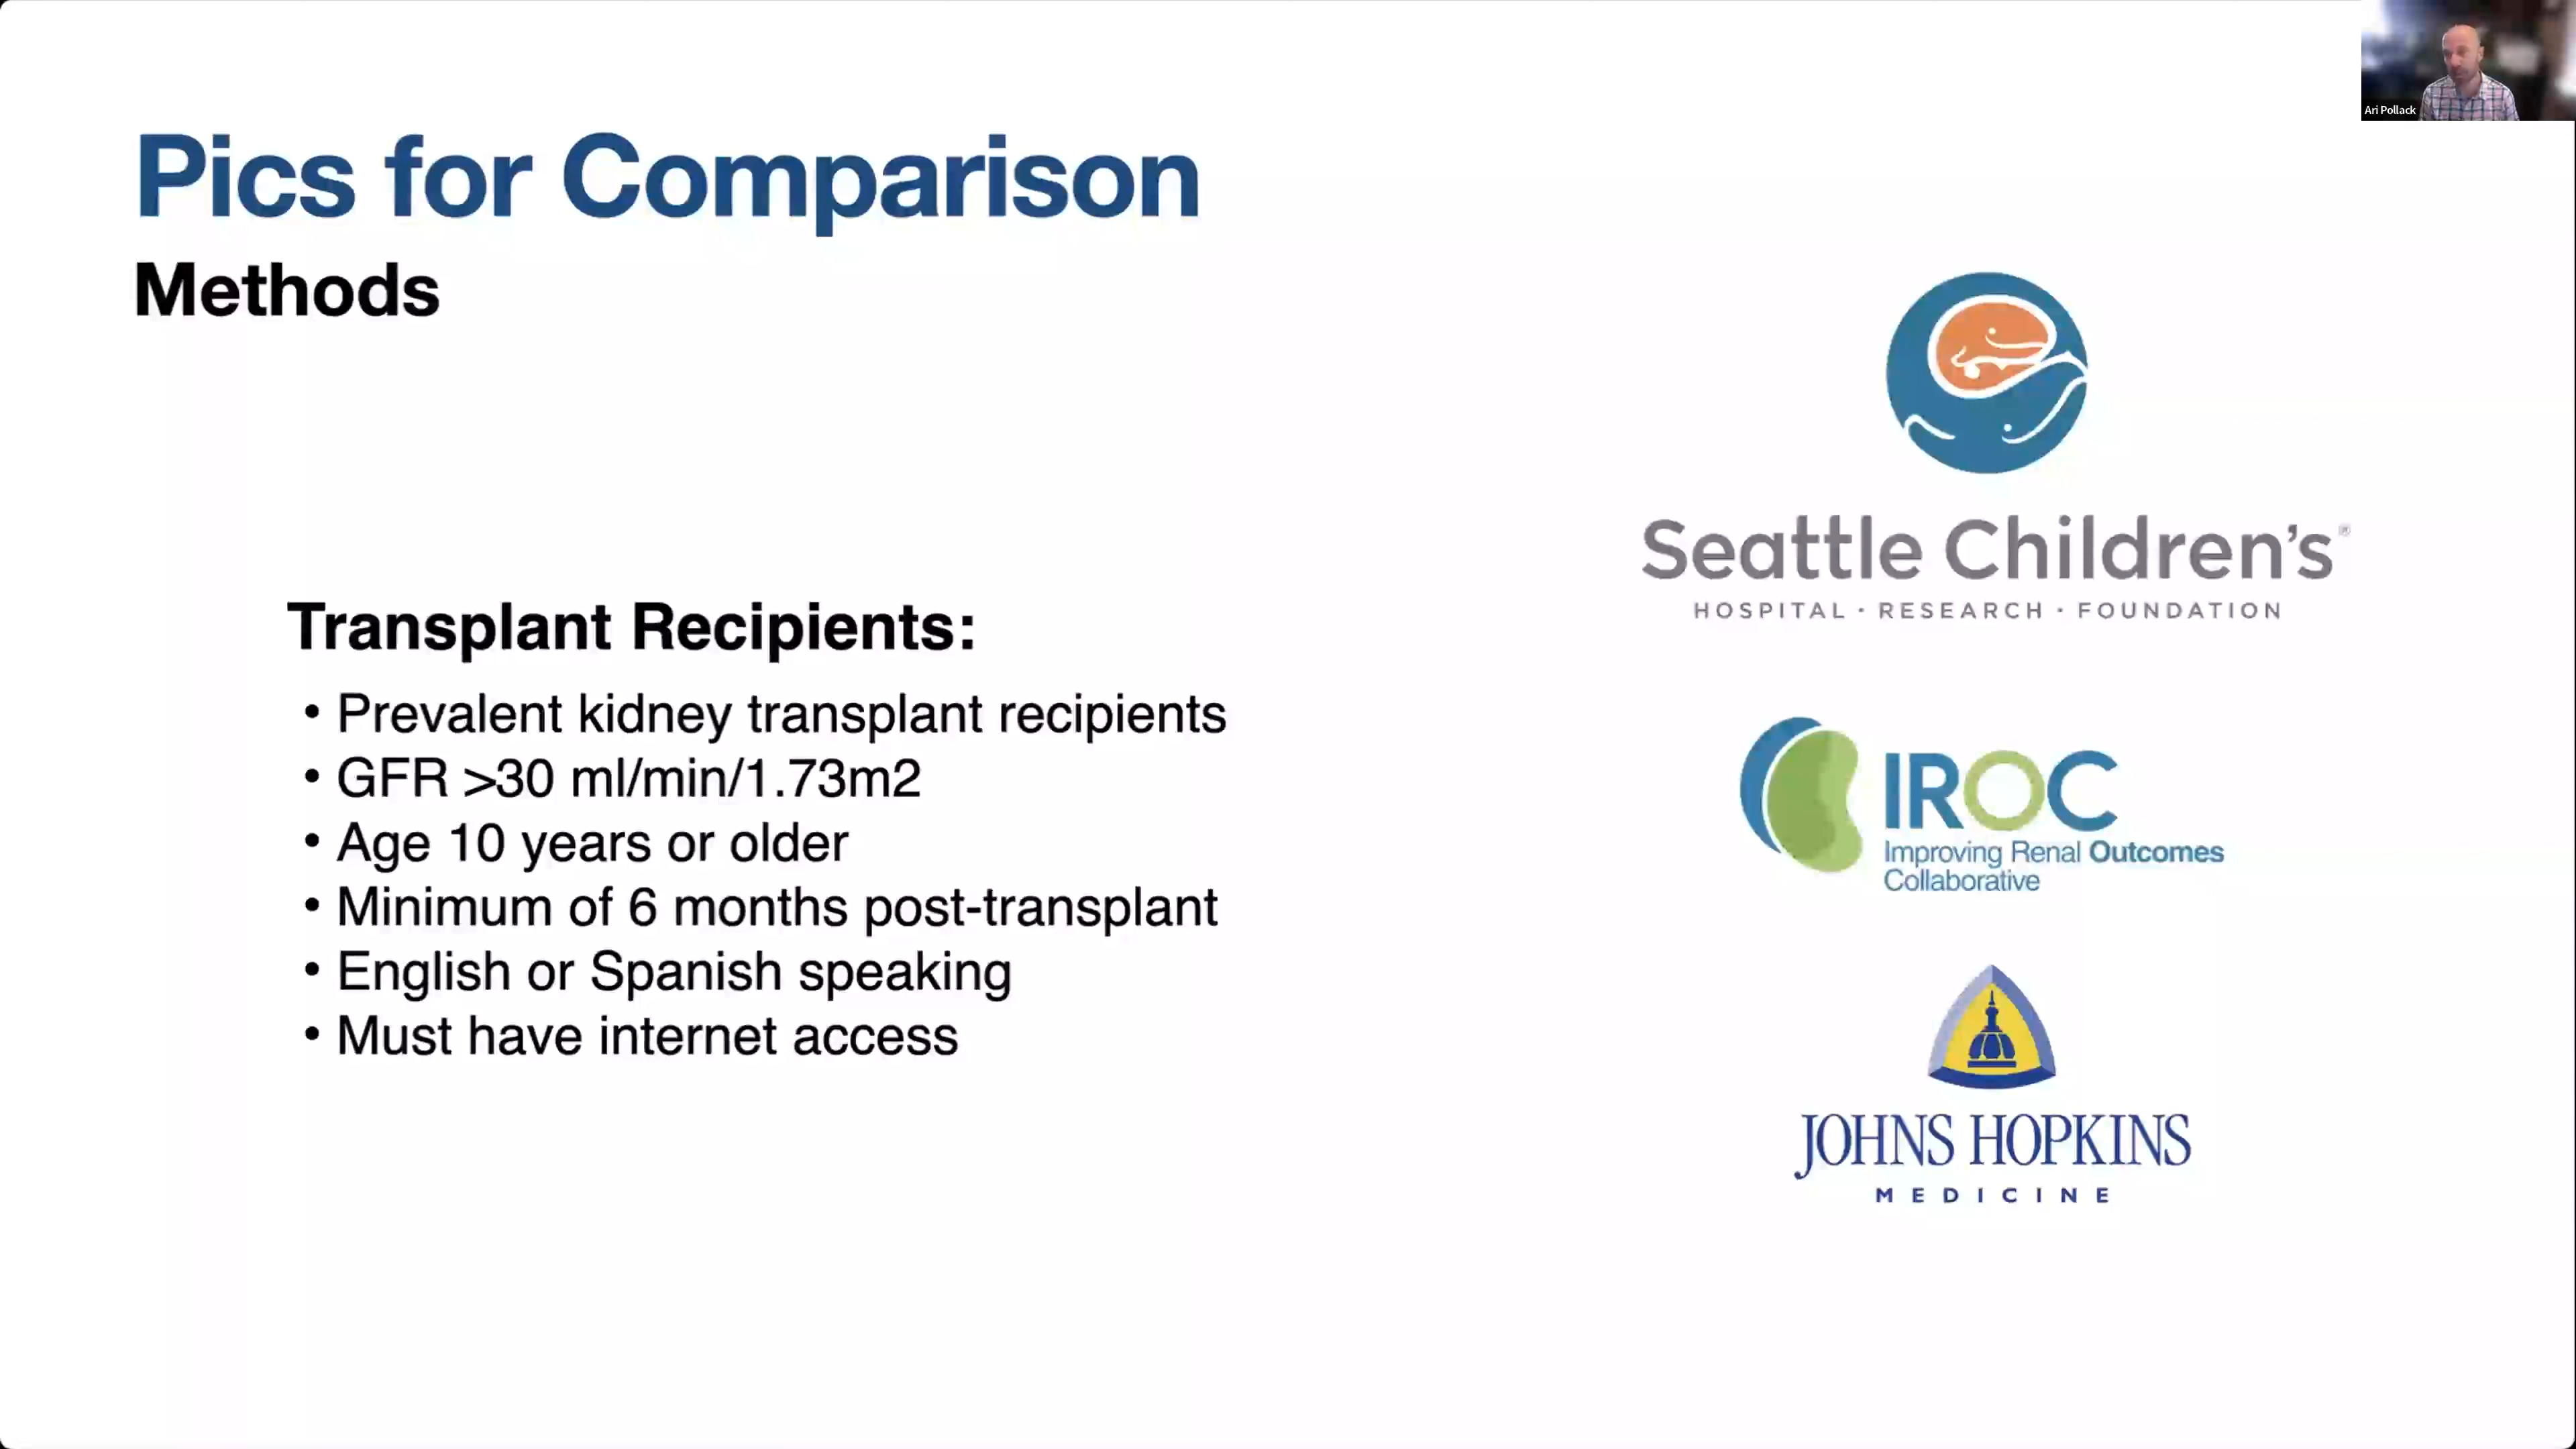 Pics for Comparison
Methods
Transplant Recipients:
• Prevalent kidney transplant recipients
• GFR >30 ml/min/1.73m2
• Age 10 years or older
• Minimum of 6 months post-transplant
• English or Spanish speaking
• Must have internet access
Ari Pollack
Seattle Children's®
HOSPITAL · RESEARCH · FOUNDATION
IROC
Improving Renal Outcomes
Collaborative
JOHNS HOPKINS
MEDICINE